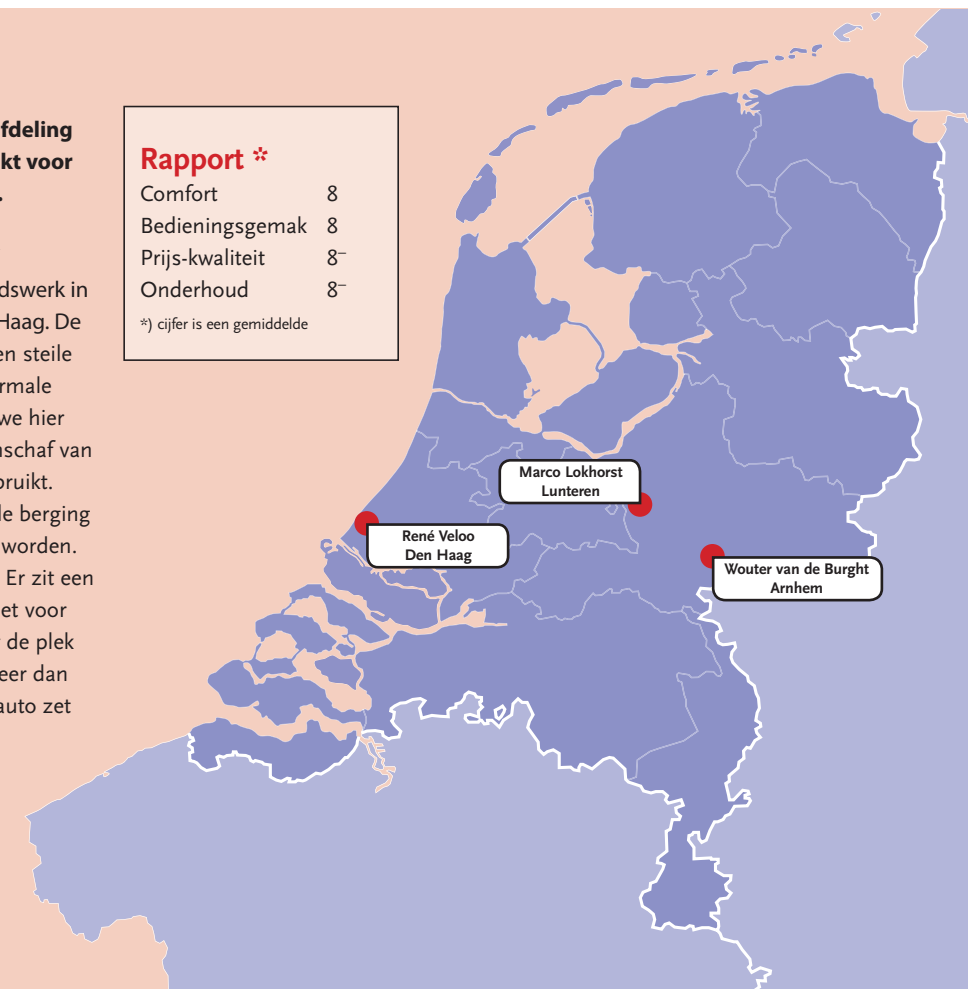 fdeling
kt voor
.
dswerk in
Haag. De
en steile
rmale
we hier
nschaf van
bruikt.
le berging
worden.
Er zit een
et voor
de plek
eer dan
auto zet
Rapport *
Comfort 8
Bedieningsgemak 8
Prijs-kwaliteit 8–
Onderhoud 8–
*) cijfer is een gemiddelde
Marco Lokhorst
Lunteren
René Veloo
Den Haag
Wouter van de Burght
Arnhem